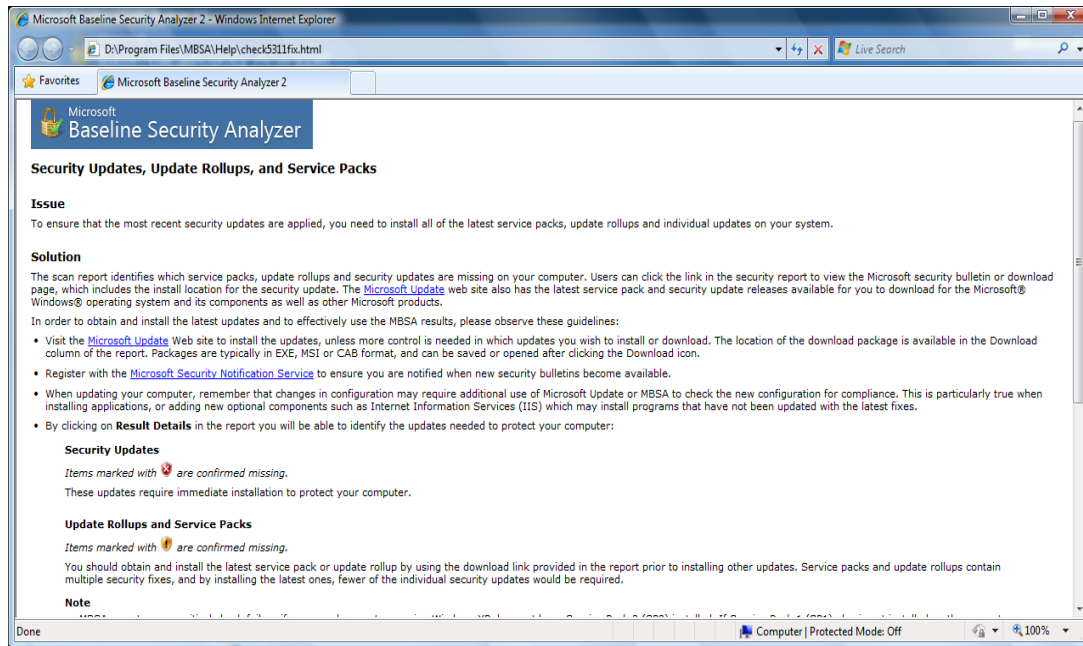 Microsoft Baseline Security Analyzer 2 - Windows Internet Explorer
D:\Program Files\MBSA\Help\check5311fix.html
Live Search
Favorites
Microsoft Baseline Security Analyzer 2
Microsoft
Baseline Security Analyzer
Security Updates, Update Rollups, and Service Packs
Issue
To ensure that the most recent security updates are applied, you need to install all of the latest service packs, update rollups and individual updates on your system.
Solution
The scan report identifies which service packs, update rollups and security updates are missing on your computer. Users can click the link in the security report to view the Microsoft security bulletin or download
page, which includes the install location for the security update. The Microsoft Update web site also has the latest service pack and security update releases available for you to download for the Microsoft®
Windows® operating system and its components as well as other Microsoft products.
In order to obtain and install the latest updates and to effectively use the MBSA results, please observe these guidelines:
• Visit the Microsoft Update Web site to install the updates, unless more control is needed in which updates you wish to install or download. The location of the download package is available in the Download
column of the report. Packages are typically in EXE, MSI or CAB format, and can be saved or opened after clicking the Download icon.
• Register with the Microsoft Security Notification Service to ensure you are notified when new security bulletins become available.
• When updating your computer, remember that changes in configuration may require additional use of Microsoft Update or MBSA to check the new configuration for compliance. This is particularly true when
installing applications, or adding new optional components such as Internet Information Services (IIS) which may install programs that have not been updated with the latest fixes.
• By clicking on Result Details in the report you will be able to identify the updates needed to protect your computer:
Security Updates
Items marked with are confirmed missing.
These updates require immediate installation to protect your computer.
Update Rollups and Service Packs
Items marked with are confirmed missing.
You should obtain and install the latest service pack or update rollup by using the download link provided in the report prior to installing other updates. Service packs and update rollups contain
multiple security fixes, and by installing the latest ones, fewer of the individual security updates would be required.
Note
Done
Computer | Protected Mode: Off
100%